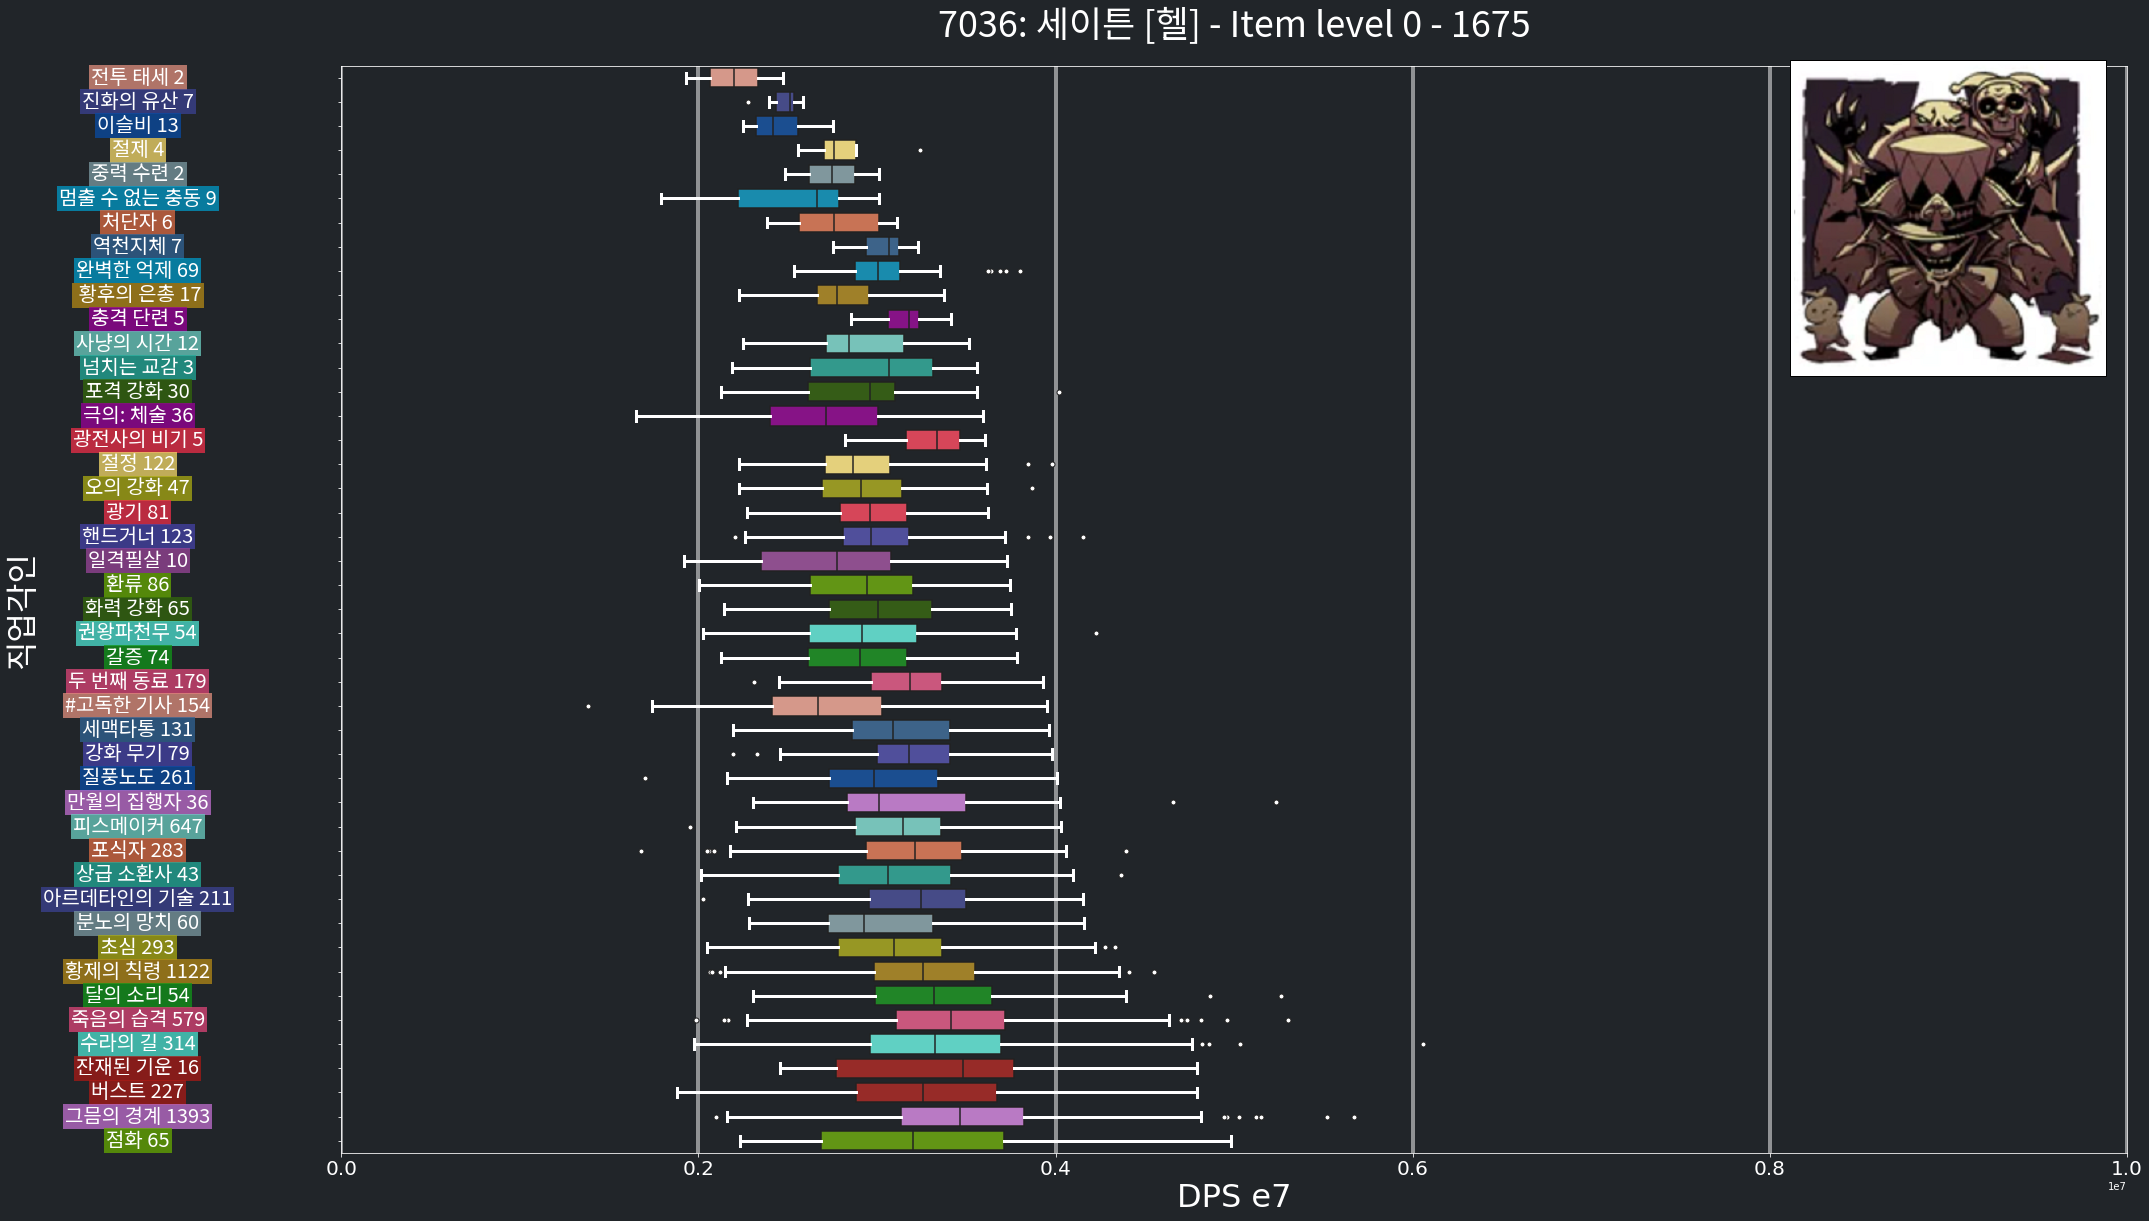 7036: 세이튼 [헬] - Item level 0 - 1675
직업각인
전투 태세 2
진화의 유산 7
이슬비 13
절제 4
중력 수련 2
멈출 수 없는 충동 9
처단자 6
역천지체 7
완벽한 억제 69
황후의 은총 17
충격 단련 5
사냥의 시간 12
넘치는 교감 3
포격 강화 30
극의: 체술 36
광전사의 비기 5
절정 122
오의 강화 47
광기 81
핸드거너 123
일격필살 10
환류 86
화력 강화 65
권왕파천무 54
갈증 74
두 번째 동료 179
#고독한 기사 154
세맥타통 131
강화 무기 79
질풍노도 261
만월의 집행자 36
피스메이커 647
포식자 283
상급 소환사 43
아르데타인의 기술 211
분노의 망치 60
초심 293
황제의 칙령 1122
달의 소리 54
죽음의 습격 579
수라의 길 314
잔재된 기운 16
버스트 227
그믐의 경계 1393
점화 65
0.0 0.2 0.4 0.6 0.8 1.0
1e7
DPS e7